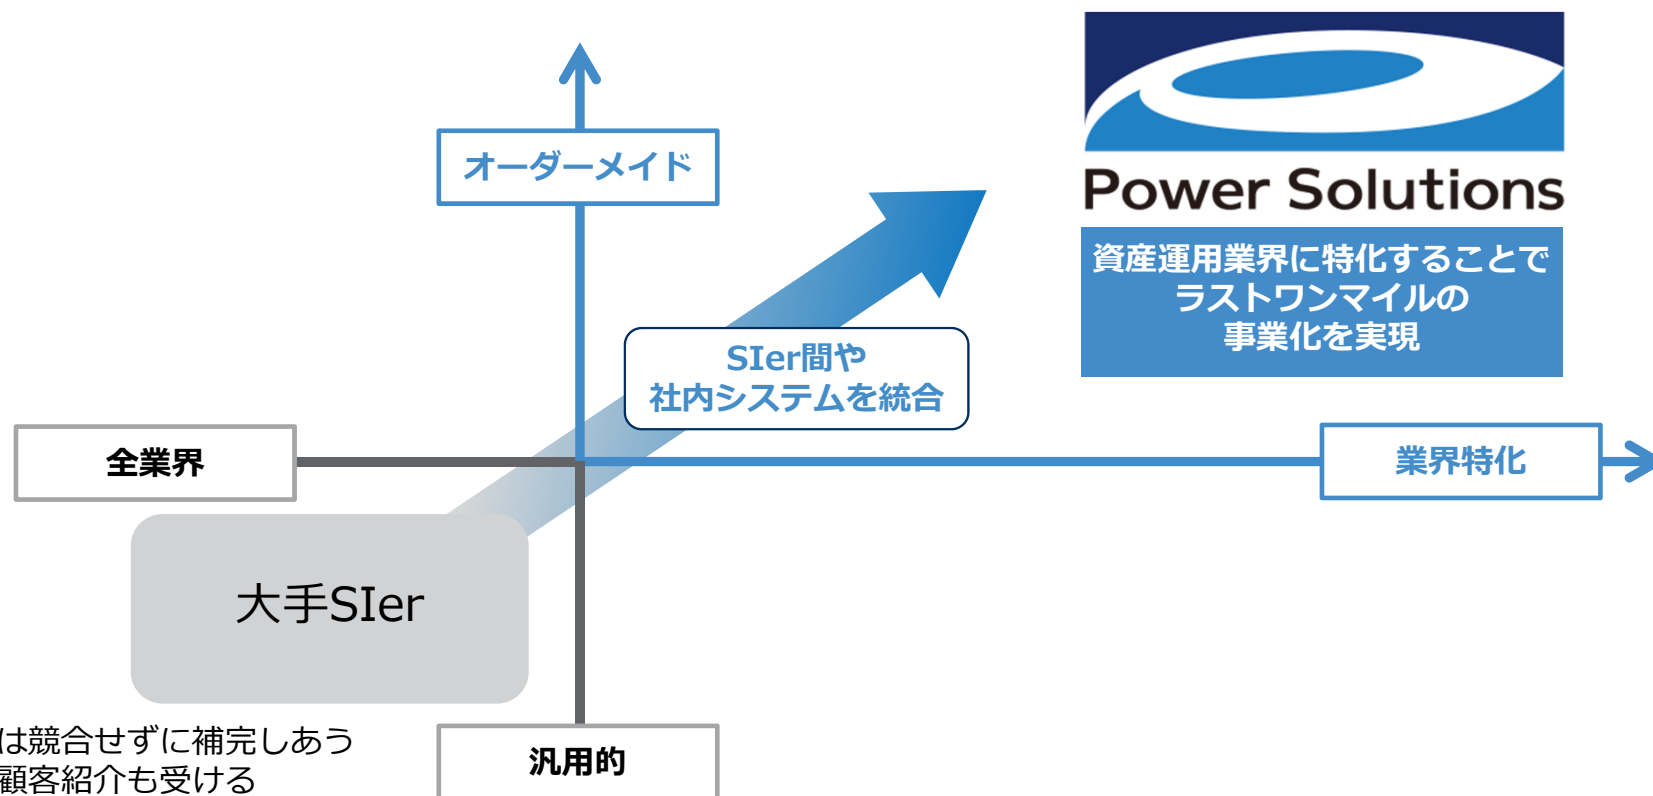 オーダーメイド
Power Solutions
資産運用業界に特化することで
ラストワンマイルの
事業化を実現
SIer間や
社内システムを統合
全業界
業界特化
大手SIer
は競合せずに補完しあう
顧客紹介も受ける
汎用的